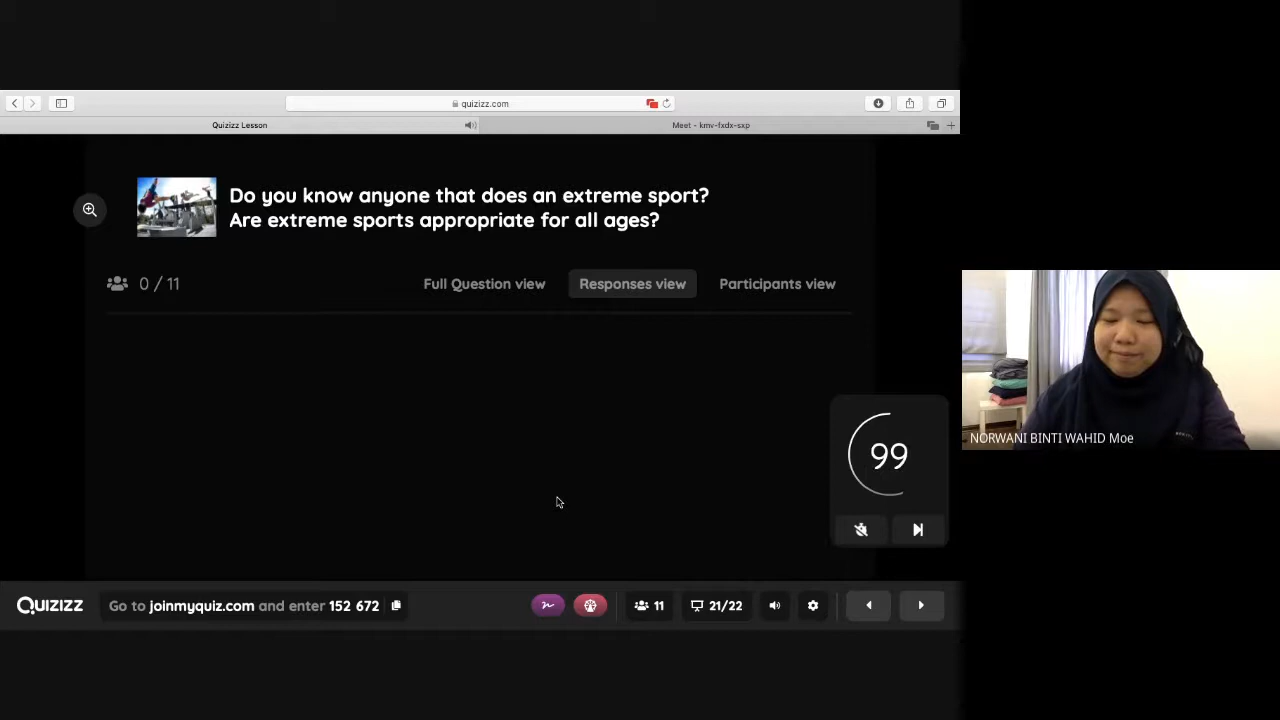 quizizz.com
Quizizz Lesson
Meet - kmv-fxdx-sxp
Do you know anyone that does an extreme sport?
Are extreme sports appropriate for all ages?
0 / 11
Full Question view
Responses view
Participants view
99
NORWANI BINTI WAHID Moe
QUIZIZZ
Go to joinmyquiz.com and enter 152 672
11
21/22